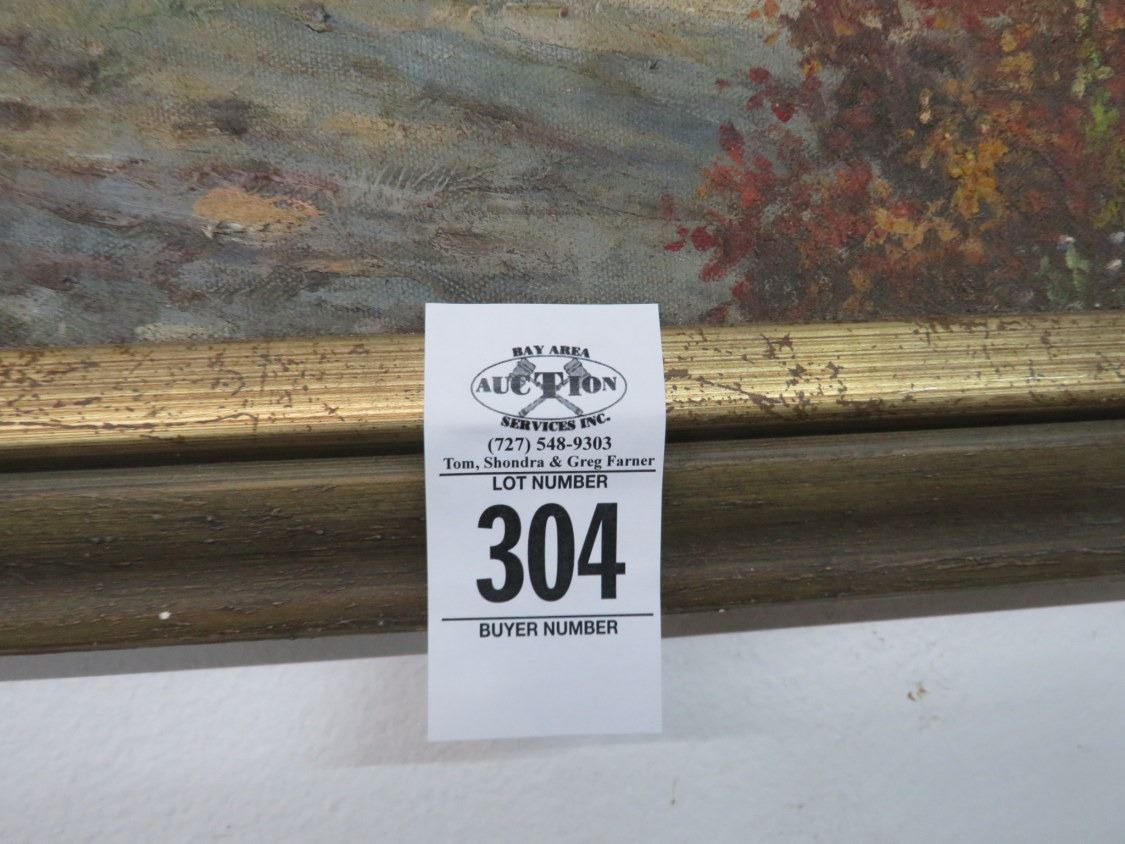 BAY AREA
AUCTION
SERVICES INC.
(727) 548-9303
Tom, Shondra & Greg Farner
LOT NUMBER
304
BUYER NUMBER